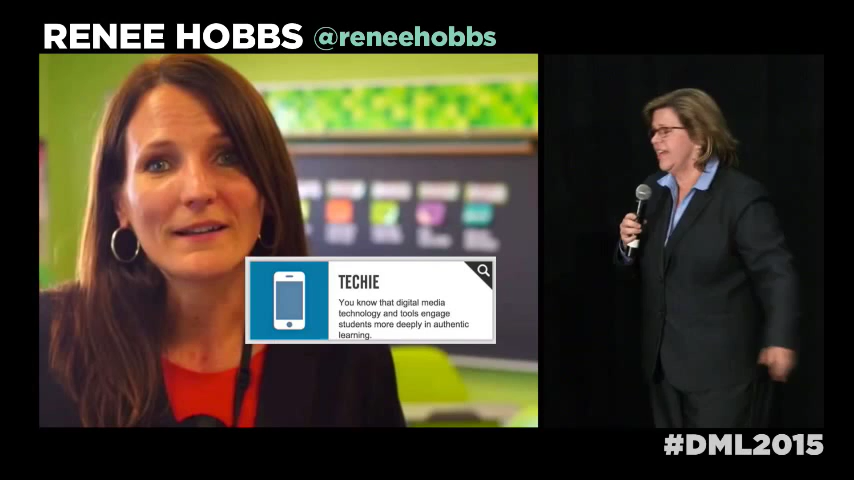 RENEE HOBBS @reneehobbs
TECHIE
You know that digital media
technology and tools engage
students more deeply in authentic
learning.
#DML2015